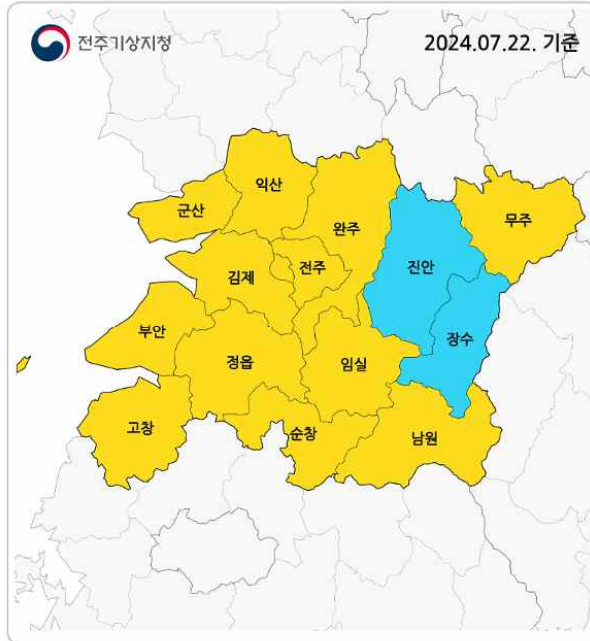 전주기상지청
2024.07.22. 기준
익산
군산
완주
무주
김제
전주
진안
부안
정읍
임실
장수
고창
순창
남원